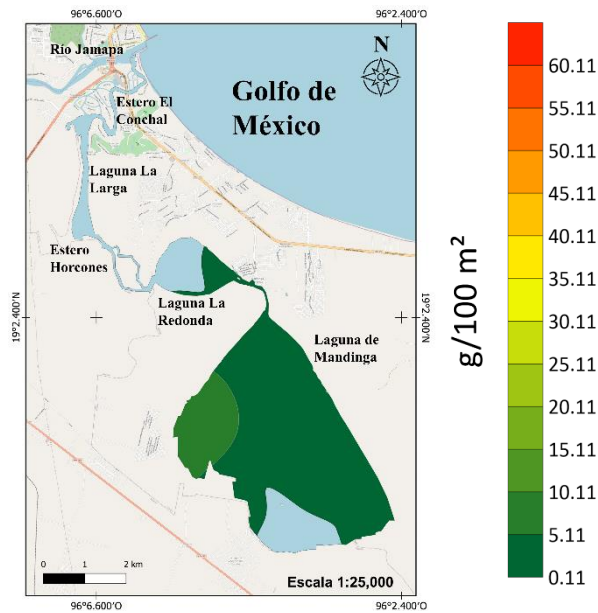 96°6.600'O
96°2.400'O
Río Jamapa
N
Estero El
Conchal
Golfo de
México
Laguna La
Larga
Estero
Horcones
Laguna La
Redonda
Laguna de
Mandinga
19°2.400'N
19°2.400'N
0
1
2 km
Escala 1:25,000
96°6.600'O
96°2.400'O
g/100 m²
60.11
55.11
50.11
45.11
40.11
35.11
30.11
25.11
20.11
15.11
10.11
5.11
0.11